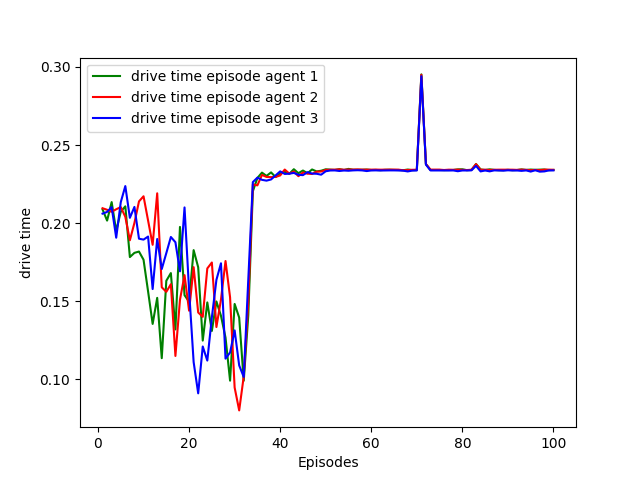 drive time episode agent 1
drive time episode agent 2
drive time episode agent 3
0.30
0.25
0.20
0.15
0.10
drive time
0 20 40 60 80 100
Episodes